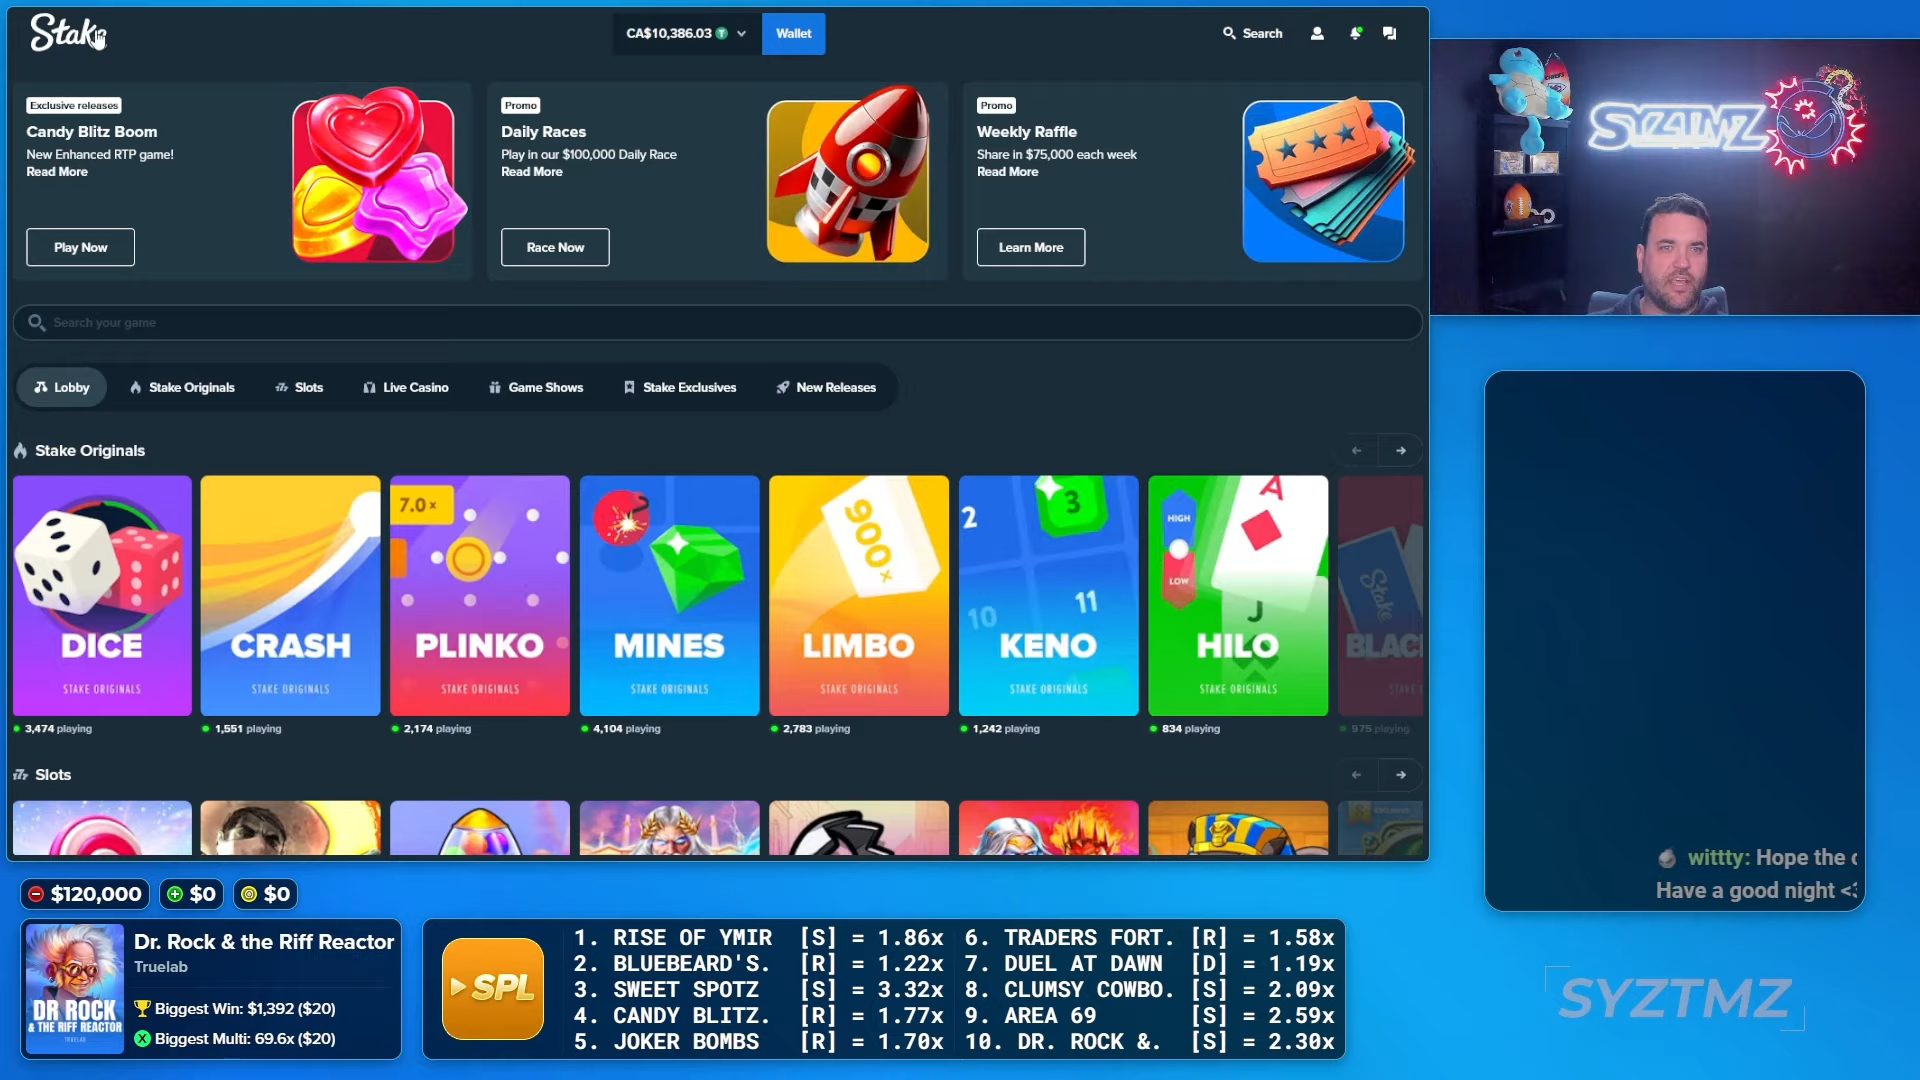 Stake
CA$10,386.03
Wallet
Search
Exclusive releases
Candy Blitz Boom
New Enhanced RTP game!
Read More
Play Now
Promo
Daily Races
Play in our $100,000 Daily Race
Read More
Race Now
Promo
Weekly Raffle
Share in $75,000 each week
Read More
Learn More
SYZTMZ
Search your game
Lobby
Stake Originals
Slots
Live Casino
Game Shows
Stake Exclusives
New Releases
Stake Originals
DICE
STAKE ORIGINALS
3,474 playing
CRASH
STAKE ORIGINALS
1,551 playing
7.0×
PLINKO
STAKE ORIGINALS
2,174 playing
MINES
STAKE ORIGINALS
4,104 playing
900×
LIMBO
STAKE ORIGINALS
2,783 playing
2
3
10
11
KENO
STAKE ORIGINALS
1,242 playing
HIGH
LOW
A
J
HILO
STAKE ORIGINALS
834 playing
Stake
BLAC
975 playing
Slots
wittty: Hope the
Have a good night <3
$120,000
$0
$0
DR ROCK
& THE RIFF REACTOR
TRUELAB
Dr. Rock & the Riff Reactor
Truelab
Biggest Win: $1,392 ($20)
Biggest Multi: 69.6x ($20)
SPL
1. RISE OF YMIR [S] = 1.86x
2. BLUEBEARD'S. [R] = 1.22x
3. SWEET SPOTZ [S] = 3.32x
4. CANDY BLITZ. [R] = 1.77x
5. JOKER BOMBS [R] = 1.70x
6. TRADERS FORT. [R] = 1.58x
7. DUEL AT DAWN [D] = 1.19x
8. CLUMSY COWBO. [S] = 2.09x
9. AREA 69 [S] = 2.59x
10. DR. ROCK &. [S] = 2.30x
SYZTMZ